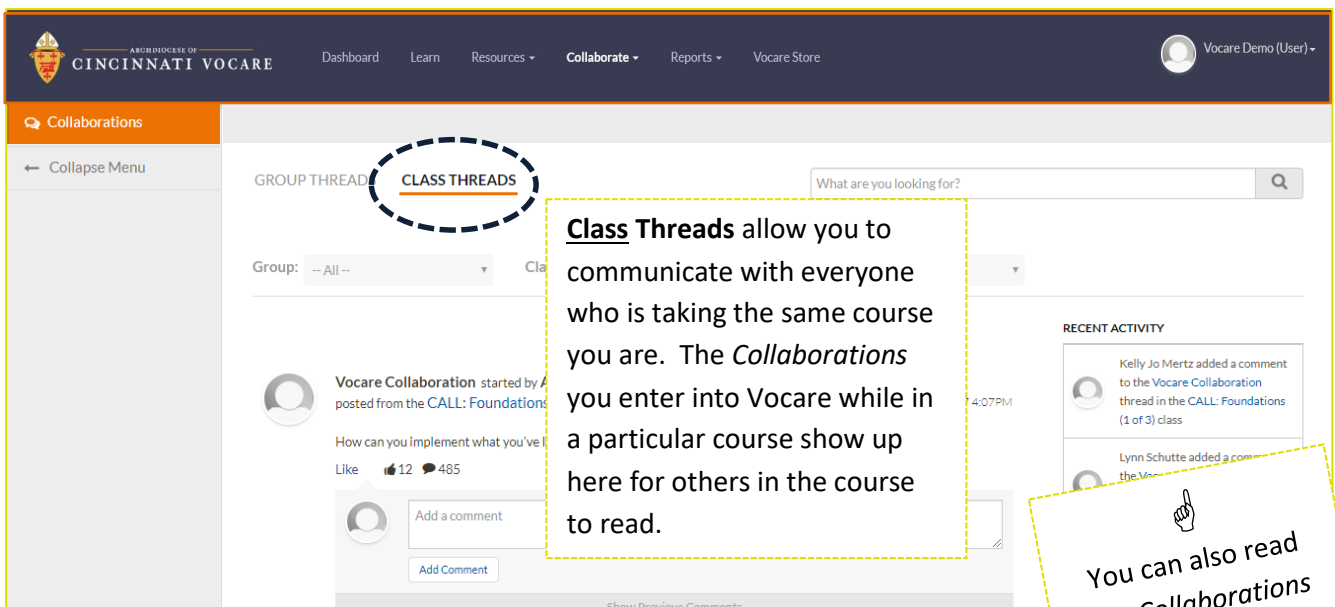 ARCHDIOCESE OF
CINCINNATI VOCARE
Dashboard Learn Resources Collaborate Reports Vocare Store
Vocare Demo (User)
Collaborations
Collapse Menu
GROUP THREAD CLASS THREADS
What are you looking for?
Group: -- All -- Cla
Class Threads allow you to
communicate with everyone
who is taking the same course
you are. The Collaborations
you enter into Vocare while in
a particular course show up
here for others in the course
to read.
Vocare Collaboration started by A
posted from the CALL: Foundations 4:07PM
How can you implement what you've l
Like 12 485
Add a comment
Add Comment
Show Previous Comments
RECENT ACTIVITY
Kelly Jo Mertz added a comment
to the Vocare Collaboration
thread in the CALL: Foundations
(1 of 3) class
Lynn Schutte added a
the
You can also read
Collaborations